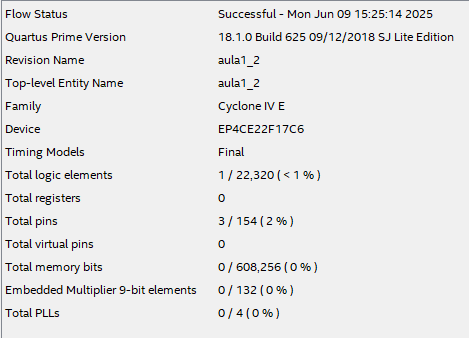 Flow Status Successful - Mon Jun 09 15:25:14 2025
Quartus Prime Version 18.1.0 Build 625 09/12/2018 SJ Lite Edition
Revision Name aula1_2
Top-level Entity Name aula1_2
Family Cyclone IV E
Device EP4CE22F17C6
Timing Models Final
Total logic elements 1 / 22,320 ( < 1 % )
Total registers 0
Total pins 3 / 154 ( 2 % )
Total virtual pins 0
Total memory bits 0 / 608,256 ( 0 % )
Embedded Multiplier 9-bit elements 0 / 132 ( 0 % )
Total PLLs 0 / 4 ( 0 % )